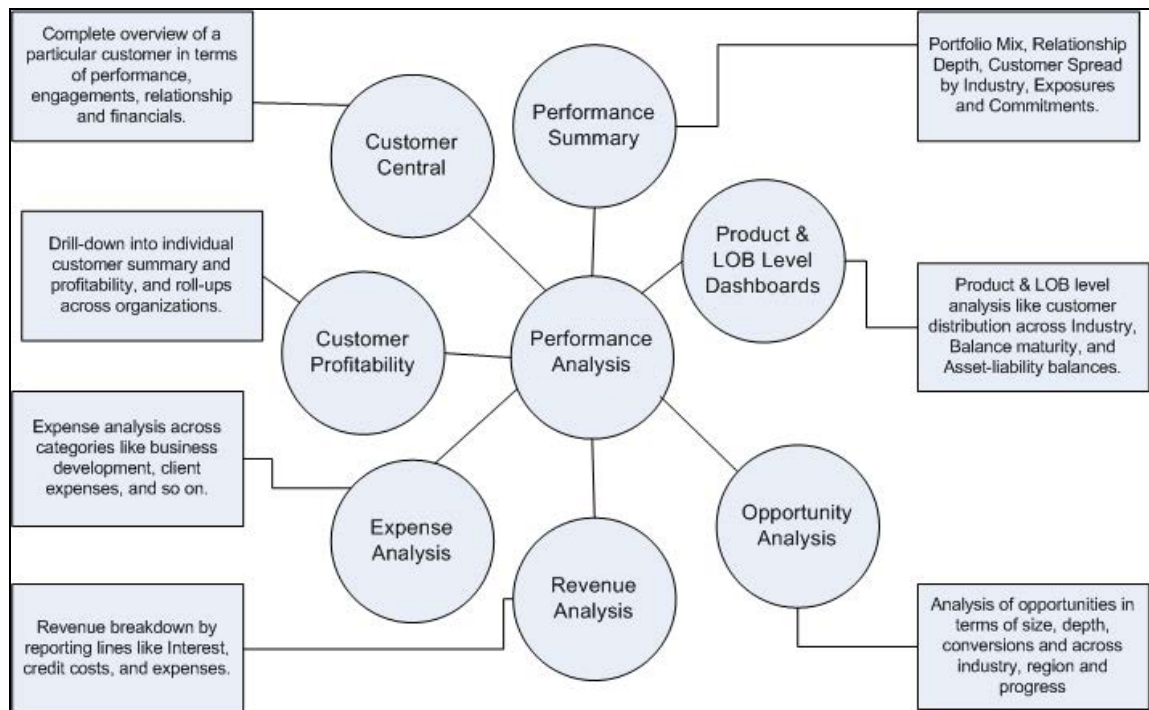 Complete overview of a
particular customer in terms
of performance,
engagements, relationship
and financials.
Customer
Central
Performance
Summary
Portfolio Mix, Relationship
Depth, Customer Spread
by Industry, Exposures
and Commitments.
Drill-down into individual
customer summary and
profitability, and roll-ups
across organizations.
Customer
Profitability
Performance
Analysis
Product &
LOB Level
Dashboards
Product & LOB level
analysis like customer
distribution across Industry,
Balance maturity, and
Asset-liability balances.
Expense analysis across
categories like business
development, client
expenses, and so on.
Expense
Analysis
Revenue
Analysis
Opportunity
Analysis
Revenue breakdown by
reporting lines like Interest,
credit costs, and expenses.
Analysis of opportunities in
terms of size, depth,
conversions and across
industry, region and
progress